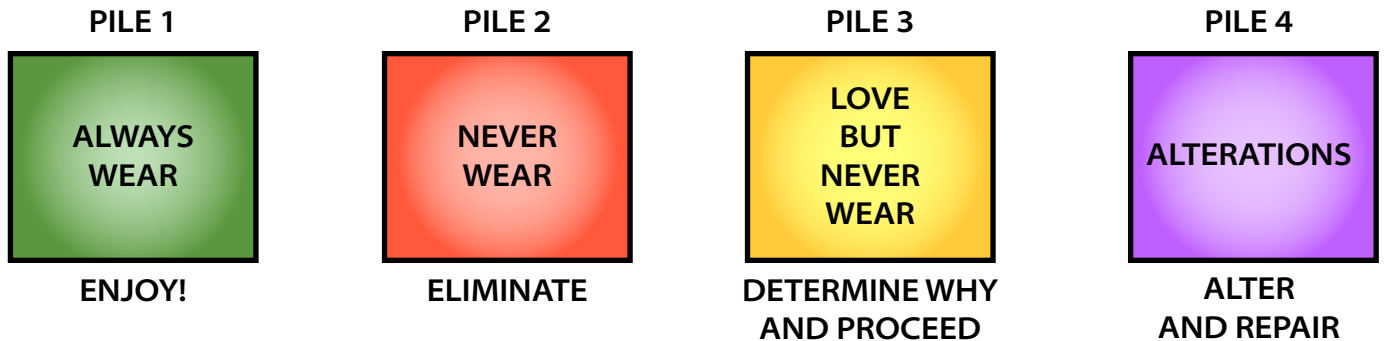 PILE 1
ALWAYS
WEAR
ENJOY!
PILE 2
NEVER
WEAR
ELIMINATE
PILE 3
LOVE
BUT
NEVER
WEAR
DETERMINE WHY
AND PROCEED
PILE 4
ALTERATIONS
ALTER
AND REPAIR